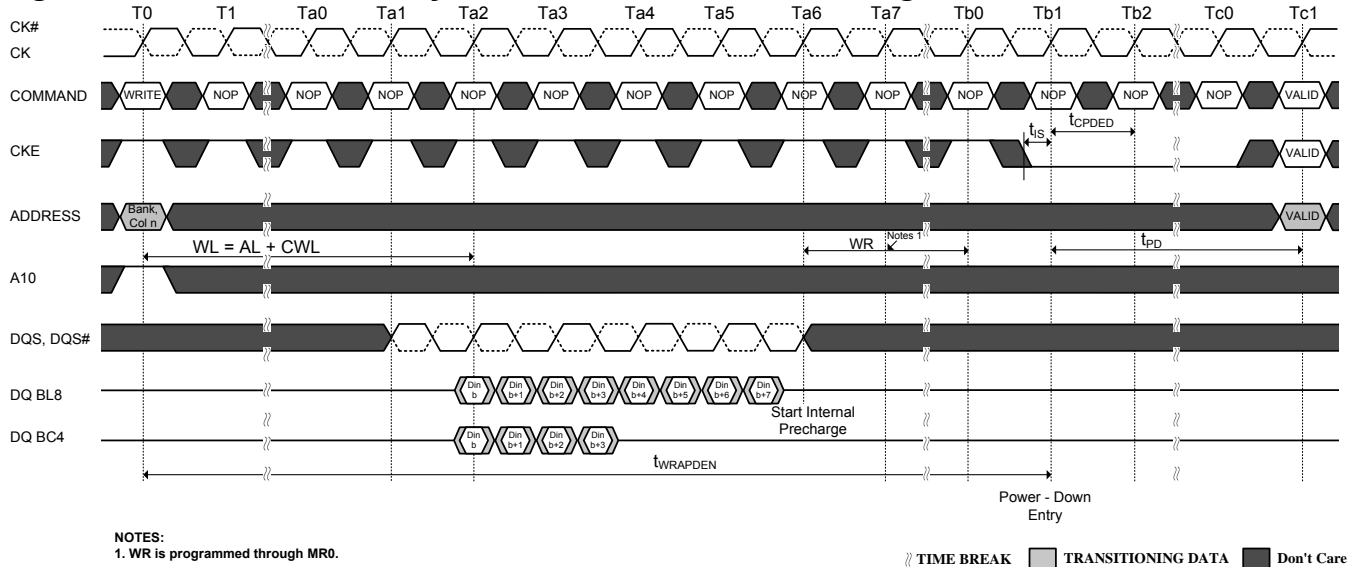 T0 T1 Ta0 Ta1 Ta2 Ta3 Ta4 Ta5 Ta6 Ta7 Tb0 Tb1 Tb2 Tc0 Tc1
CK#
CK
COMMAND WRITE NOP NOP NOP NOP NOP NOP NOP NOP NOP NOP NOP NOP NOP VALID
tIS tCPDED
CKE VALID
ADDRESS Bank, Col n VALID
WL = AL + CWL WR Notes 1 tPD
A10
DQS, DQS#
DQ BL8 Din b Din b+1 Din b+2 Din b+3 Din b+4 Din b+5 Din b+6 Din b+7
Start Internal
Precharge
DQ BC4 Din b Din b+1 Din b+2 Din b+3
tWRAPDEN
Power - Down
Entry
NOTES:
1. WR is programmed through MR0.
TIME BREAK TRANSITIONING DATA Don't Care